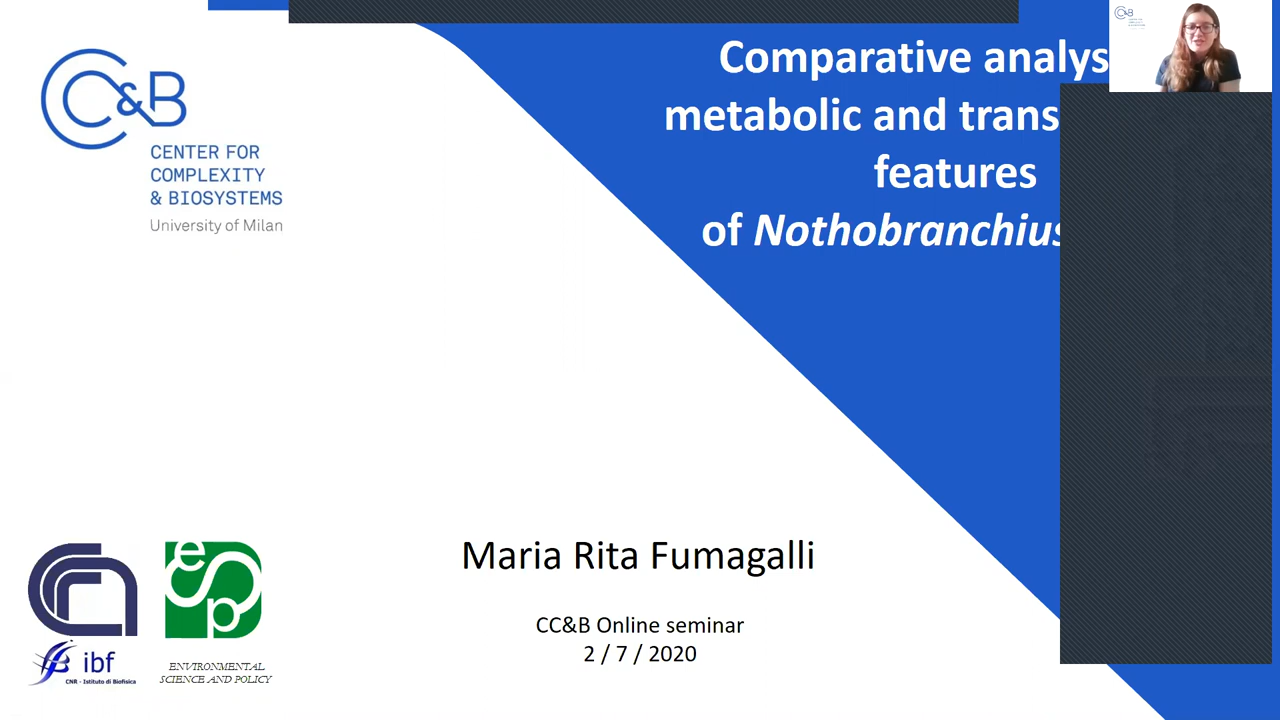 C&B
CENTER FOR
COMPLEXITY
& BIOSYSTEMS
University of Milan
Comparative analys
metabolic and trans
features
of Nothobranchius
Maria Rita Fumagalli
CC&B Online seminar
2 / 7 / 2020
esp
ENVIRONMENTAL
SCIENCE AND POLICY
ibf
CNR - Istituto di Biofisica
C&B